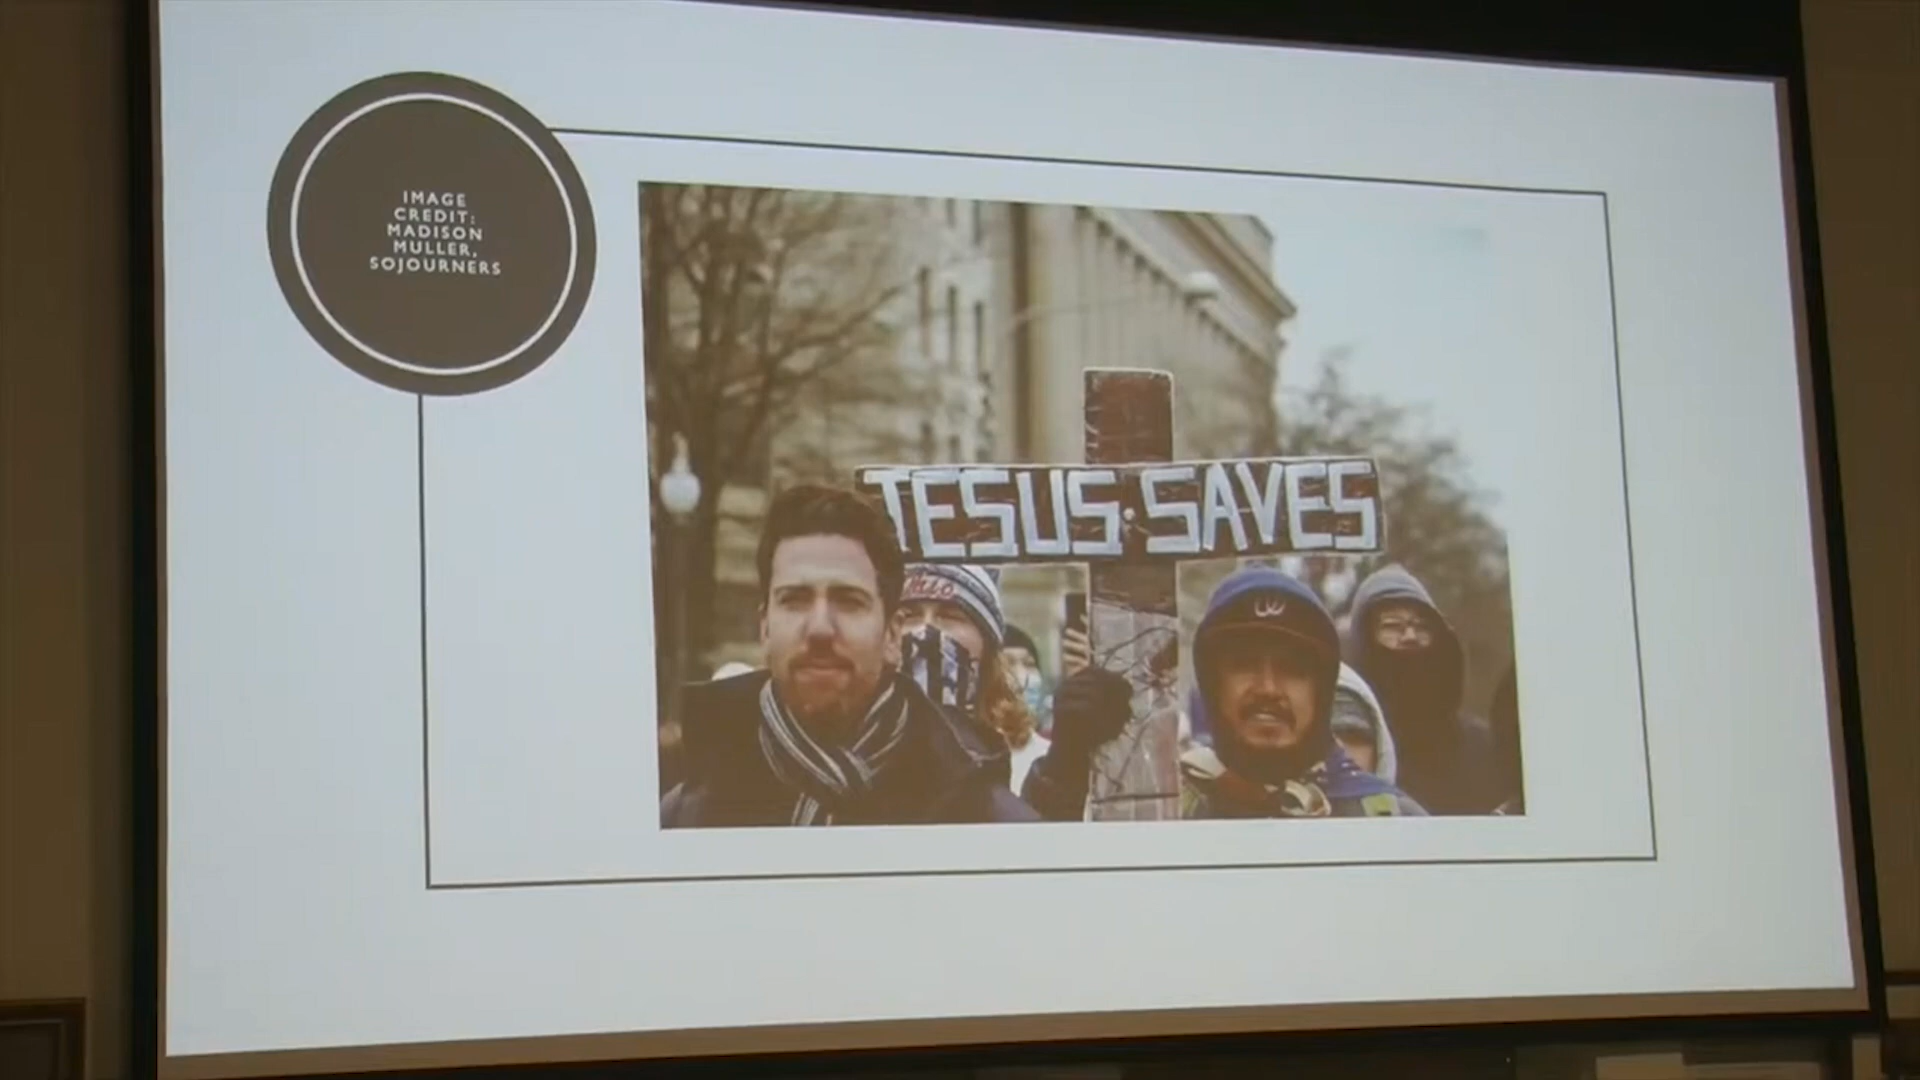 IMAGE
CREDIT:
MADISON
MULLER,
SOJOURNERS
JESUS SAVES